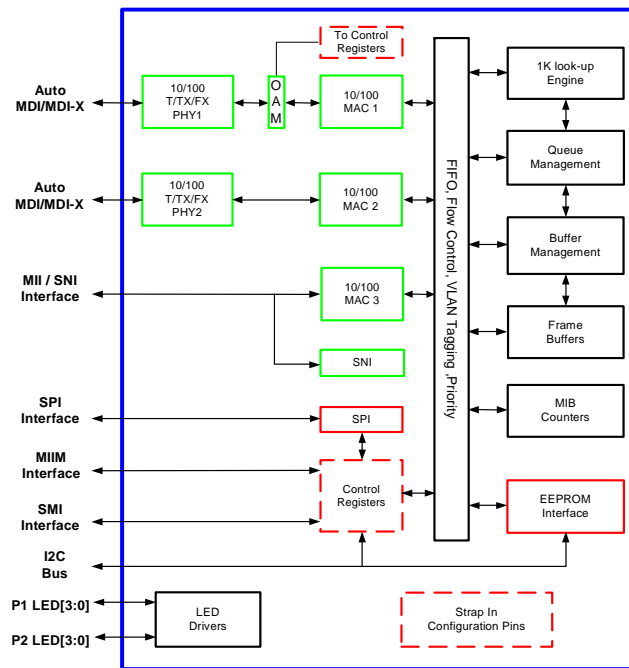 To Control
Registers
Auto
MDI/MDI-X
10/100
T/TX/FX
PHY1
O
A
M
10/100
MAC 1
1K look-up
Engine
Auto
MDI/MDI-X
10/100
T/TX/FX
PHY2
10/100
MAC 2
Queue
Management
FIFO, Flow Control, VLAN Tagging ,Priority
Buffer
Management
MII / SNI
Interface
10/100
MAC 3
Frame
Buffers
SNI
SPI
Interface
SPI
MIB
Counters
MIIM
Interface
Control
Registers
SMI
Interface
EEPROM
Interface
I2C
Bus
P1 LED[3:0]
P2 LED[3:0]
LED
Drivers
Strap In
Configuration Pins